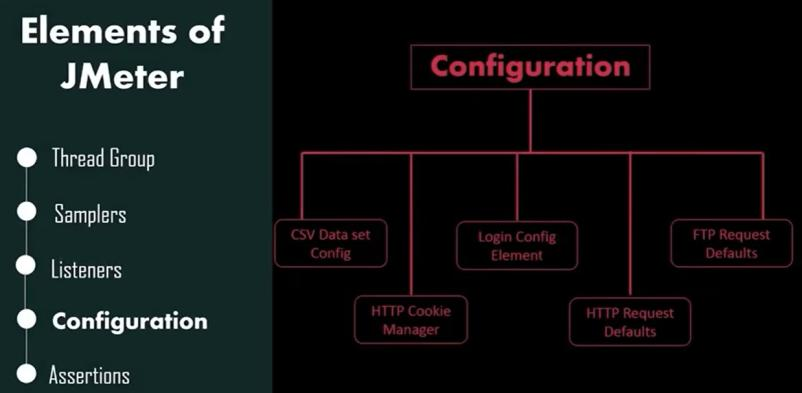 Elements of
JMeter
Thread Group
Samplers
Listeners
Configuration
Assertions
Configuration
CSV Data set
Config
HTTP Cookie
Manager
Login Config
Element
HTTP Request
Defaults
FTP Request
Defaults